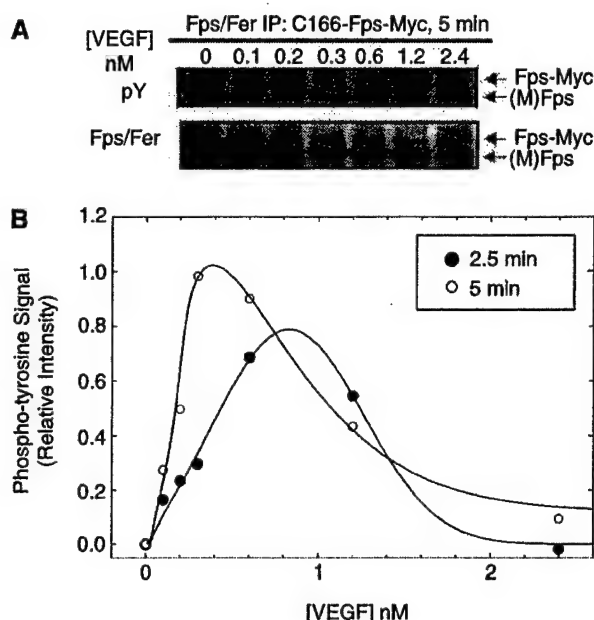 A
Fps/Fer IP: C166-Fps-Myc, 5 min
[VEGF]
nM
0 0.1 0.2 0.3 0.6 1.2 2.4
pY
Fps-Myc
(M)Fps
Fps/Fer
Fps-Myc
(M)Fps
B
Phospho-tyrosine Signal
(Relative Intensity)
1.2
1.0
0.8
0.6
0.4
0.2
0.0
2.5 min
5 min
0 1 2
[VEGF] nM